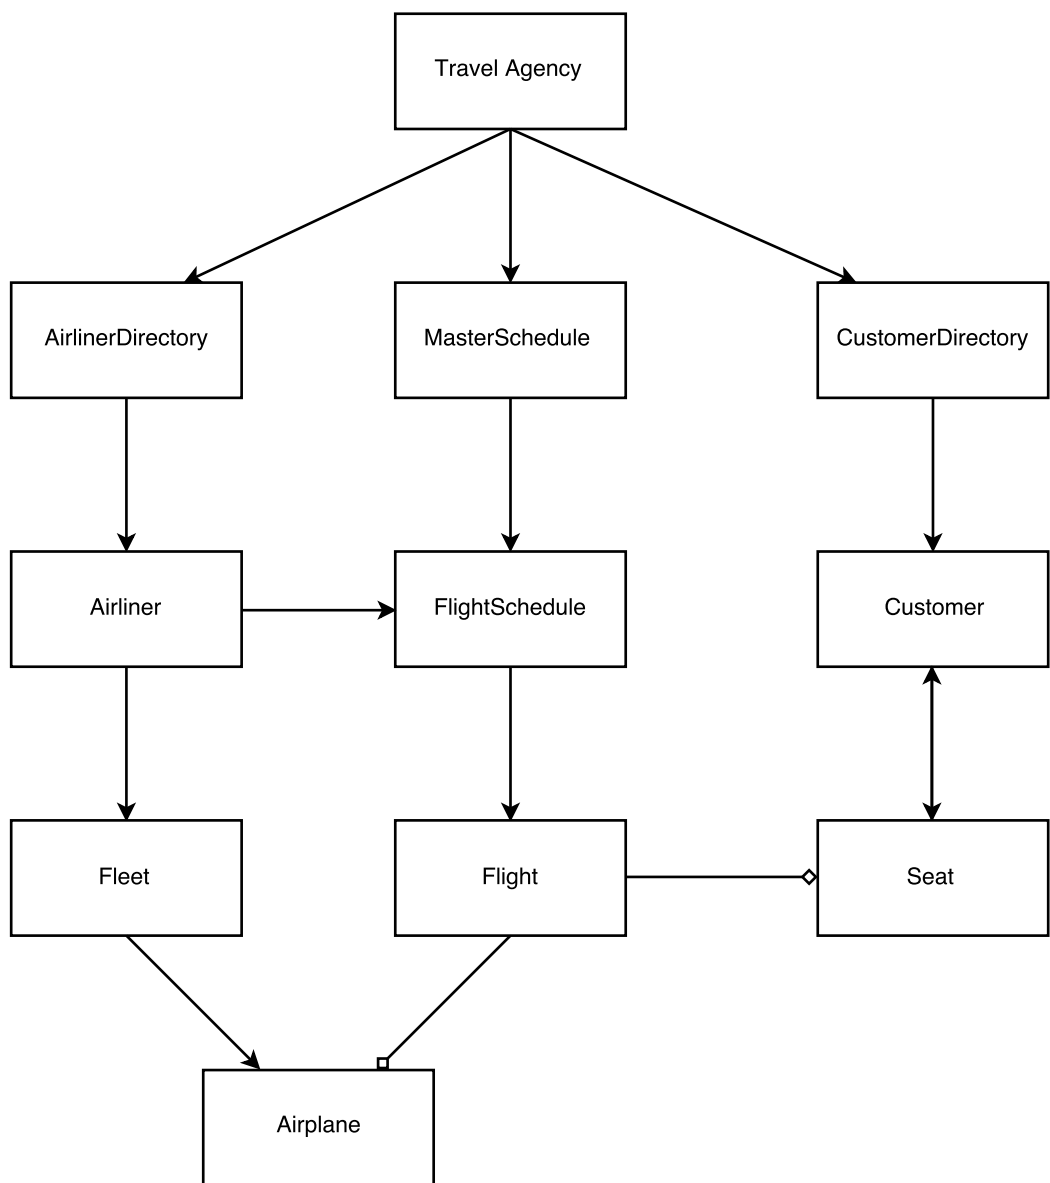 Travel Agency
AirlinerDirectory
MasterSchedule
CustomerDirectory
Airliner
FlightSchedule
Customer
Fleet
Flight
Seat
Airplane